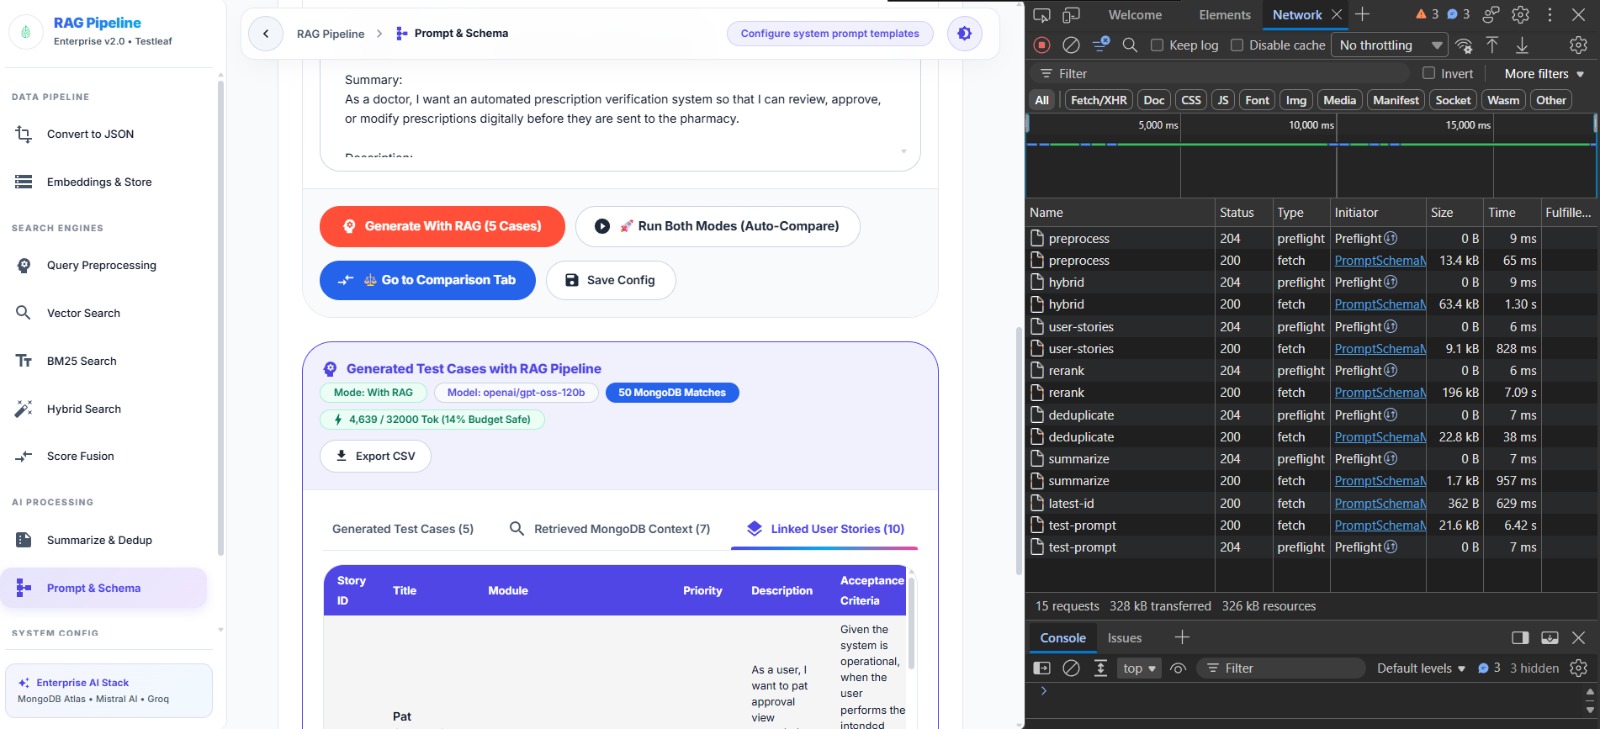 RAG Pipeline
Enterprise v2.0 • Testleaf
DATA PIPELINE
Convert to JSON
Embeddings & Store
SEARCH ENGINES
Query Preprocessing
Vector Search
BM25 Search
Hybrid Search
Score Fusion
AI PROCESSING
Summarize & Dedup
Prompt & Schema
SYSTEM CONFIG
Enterprise AI Stack
MongoDB Atlas • Mistral AI • Groq
RAG Pipeline > Prompt & Schema
Configure system prompt templates
Summary:
As a doctor, I want an automated prescription verification system so that I can review, approve,
or modify prescriptions digitally before they are sent to the pharmacy.
Description:
Generate With RAG (5 Cases)
🚀 Run Both Modes (Auto-Compare)
⚖️ Go to Comparison Tab
Save Config
Generated Test Cases with RAG Pipeline
Mode: With RAG
Model: openai/gpt-oss-120b
50 MongoDB Matches
4,639 / 32000 Tok (14% Budget Safe)
Export CSV
Generated Test Cases (5)
Retrieved MongoDB Context (7)
Linked User Stories (10)
Story ID
Title
Module
Priority
Description
Acceptance Criteria
Pat
As a user, I
want to pat
approval
view
Given the
system is
operational,
when the
user
performs the
intended
Welcome
Elements
Network
3
3
Keep log
Disable cache
No throttling
Filter
Invert
More filters
All
Fetch/XHR
Doc
CSS
JS
Font
Img
Media
Manifest
Socket
Wasm
Other
5,000 ms
10,000 ms
15,000 ms
Name Status Type Initiator Size Time Fulfille...
preprocess 204 preflight Preflight 0 B 9 ms
preprocess 200 fetch PromptSchemaM 13.4 kB 65 ms
hybrid 204 preflight Preflight 0 B 9 ms
hybrid 200 fetch PromptSchemaM 63.4 kB 1.30 s
user-stories 204 preflight Preflight 0 B 6 ms
user-stories 200 fetch PromptSchemaM 9.1 kB 828 ms
rerank 204 preflight Preflight 0 B 6 ms
rerank 200 fetch PromptSchemaM 196 kB 7.09 s
deduplicate 204 preflight Preflight 0 B 7 ms
deduplicate 200 fetch PromptSchemaM 22.8 kB 38 ms
summarize 204 preflight Preflight 0 B 7 ms
summarize 200 fetch PromptSchemaM 1.7 kB 957 ms
latest-id 200 fetch PromptSchemaM 362 B 629 ms
test-prompt 200 fetch PromptSchemaM 21.6 kB 6.42 s
test-prompt 204 preflight Preflight 0 B 7 ms
15 requests 328 kB transferred 326 kB resources
Console
Issues
top
Filter
Default levels
3
3 hidden